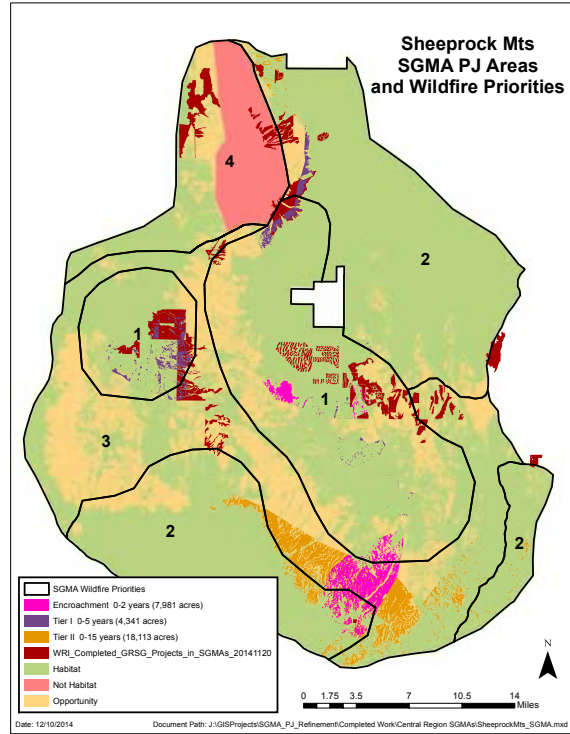 Sheeprock Mts
SGMA PJ Areas
and Wildfire Priorities
4
2
1
1
3
2
2
SGMA Wildfire Priorities
Encroachment 0-2 years (7,981 acres)
Tier I 0-5 years (4,341 acres)
Tier II 0-15 years (18,113 acres)
WRI_Completed_GRSG_Projects_in_SGMAs_20141120
Habitat
Not Habitat
Opportunity
N
0 1.75 3.5 7 10.5 14
Miles
Date: 12/10/2014 Document Path: J:\GISProjects\SGMA_PJ_Refinement\Completed Work\Central Region SGMAs\SheeprockMts_SGMA.mxd